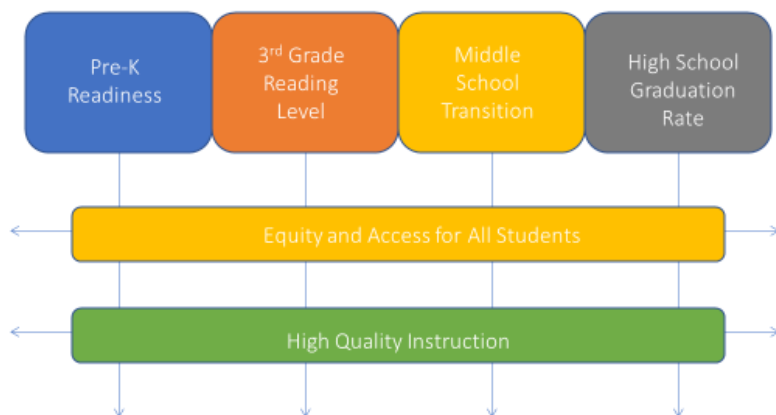 Pre-K
Readiness
3rd Grade
Reading
Level
Middle
School
Transition
High School
Graduation
Rate
Equity and Access for All Students
High Quality Instruction